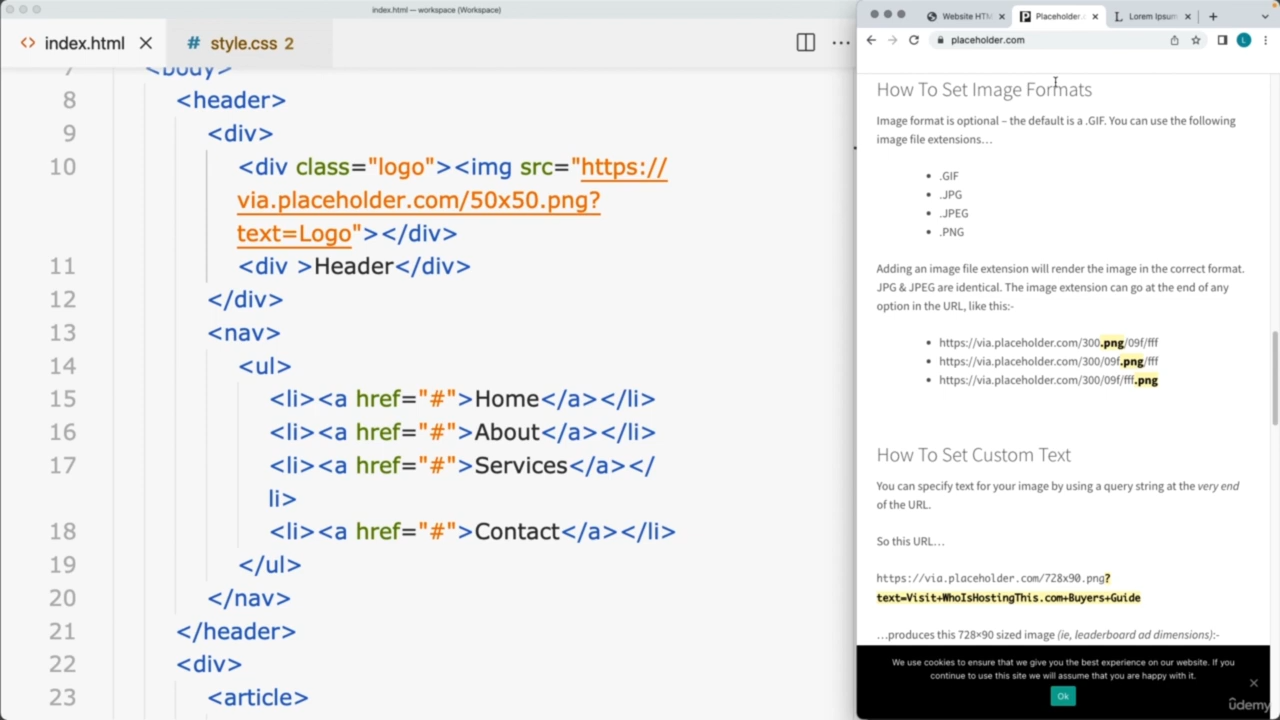 index.html — workspace (Workspace)
<> index.html ×
# style.css 2
7 <body>
8 <header>
9 <div>
10 <div class="logo"><img src="https://
via.placeholder.com/50x50.png?
text=Logo"></div>
11 <div >Header</div>
12 </div>
13 <nav>
14 <ul>
15 <li><a href="#">Home</a></li>
16 <li><a href="#">About</a></li>
17 <li><a href="#">Services</a></
li>
18 <li><a href="#">Contact</a></li>
19 </ul>
20 </nav>
21 </header>
22 <div>
23 <article>
Website HTM
Placeholder.
Lorem Ipsum
placeholder.com
L
How To Set Image Formats
Image format is optional – the default is a .GIF. You can use the following
image file extensions…
• .GIF
• .JPG
• .JPEG
• .PNG
Adding an image file extension will render the image in the correct format.
JPG & JPEG are identical. The image extension can go at the end of any
option in the URL, like this:-
• https://via.placeholder.com/300.png/09f/fff
• https://via.placeholder.com/300/09f.png/fff
• https://via.placeholder.com/300/09f/fff.png
How To Set Custom Text
You can specify text for your image by using a query string at the very end
of the URL.
So this URL…
https://via.placeholder.com/728x90.png?
text=Visit+WhoIsHostingThis.com+Buyers+Guide
…produces this 728×90 sized image (ie, leaderboard ad dimensions):-
We use cookies to ensure that we give you the best experience on our website. If you
continue to use this site we will assume that you are happy with it.
Ok
ûdemy